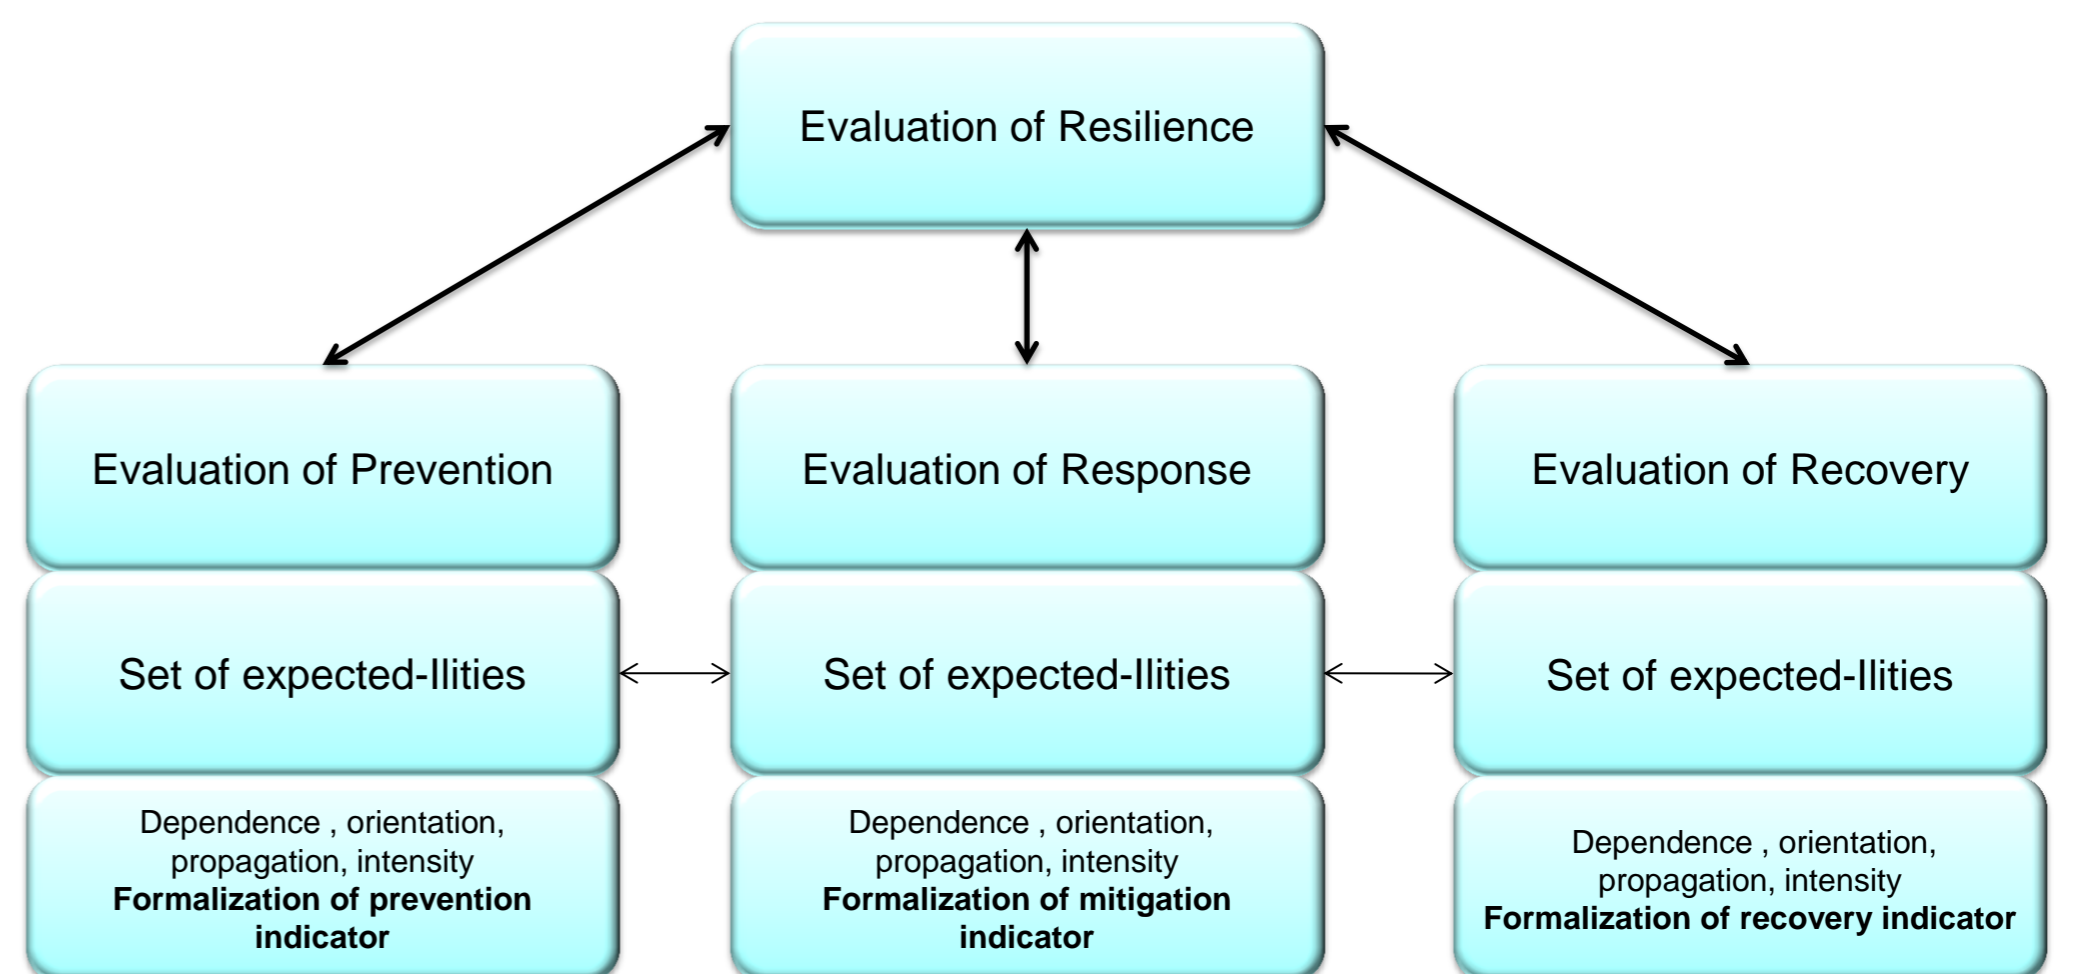 Evaluation of Resilience
Evaluation of Prevention
Evaluation of Response
Evaluation of Recovery
Set of expected-Ilities
Set of expected-Ilities
Set of expected-Ilities
Dependence , orientation,
propagation, intensity
Formalization of prevention
indicator
Dependence , orientation,
propagation, intensity
Formalization of mitigation
indicator
Dependence , orientation,
propagation, intensity
Formalization of recovery indicator